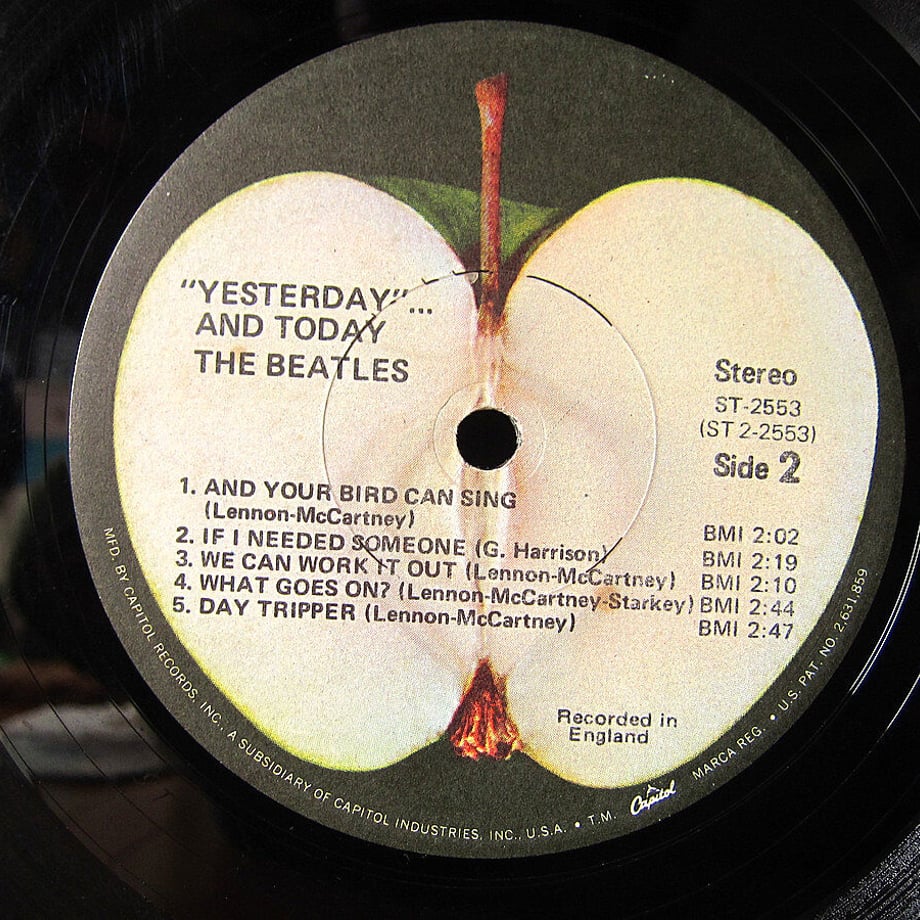 "YESTERDAY"...
AND TODAY
THE BEATLES
Stereo
ST-2553
(ST 2-2553)
Side 2
1. AND YOUR BIRD CAN SING
(Lennon-McCartney) BMI 2:02
2. IF I NEEDED SOMEONE (G. Harrison) BMI 2:19
3. WE CAN WORK IT OUT (Lennon-McCartney) BMI 2:10
4. WHAT GOES ON? (Lennon-McCartney-Starkey) BMI 2:44
5. DAY TRIPPER (Lennon-McCartney) BMI 2:47
Recorded in
England
MFD. BY CAPITOL RECORDS, INC., A SUBSIDIARY OF CAPITOL INDUSTRIES, INC., U.S.A. • T.M. Capitol MARCA REG. • U.S. PAT. NO. 2,631,859